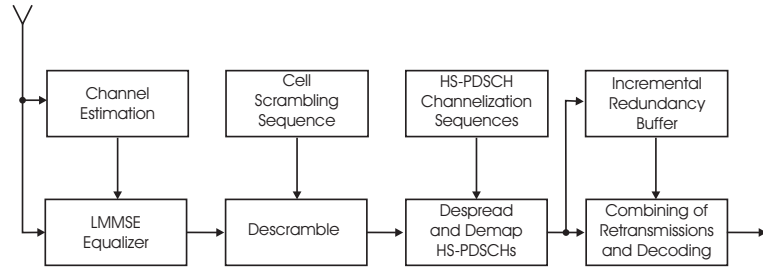 Channel
Estimation
Cell
Scrambling
Sequence
HS-PDSCH
Channelization
Sequences
Incremental
Redundancy
Buffer
LMMSE
Equalizer
Descramble
Despread
and Demap
HS-PDSCHs
Combining of
Retransmissions
and Decoding